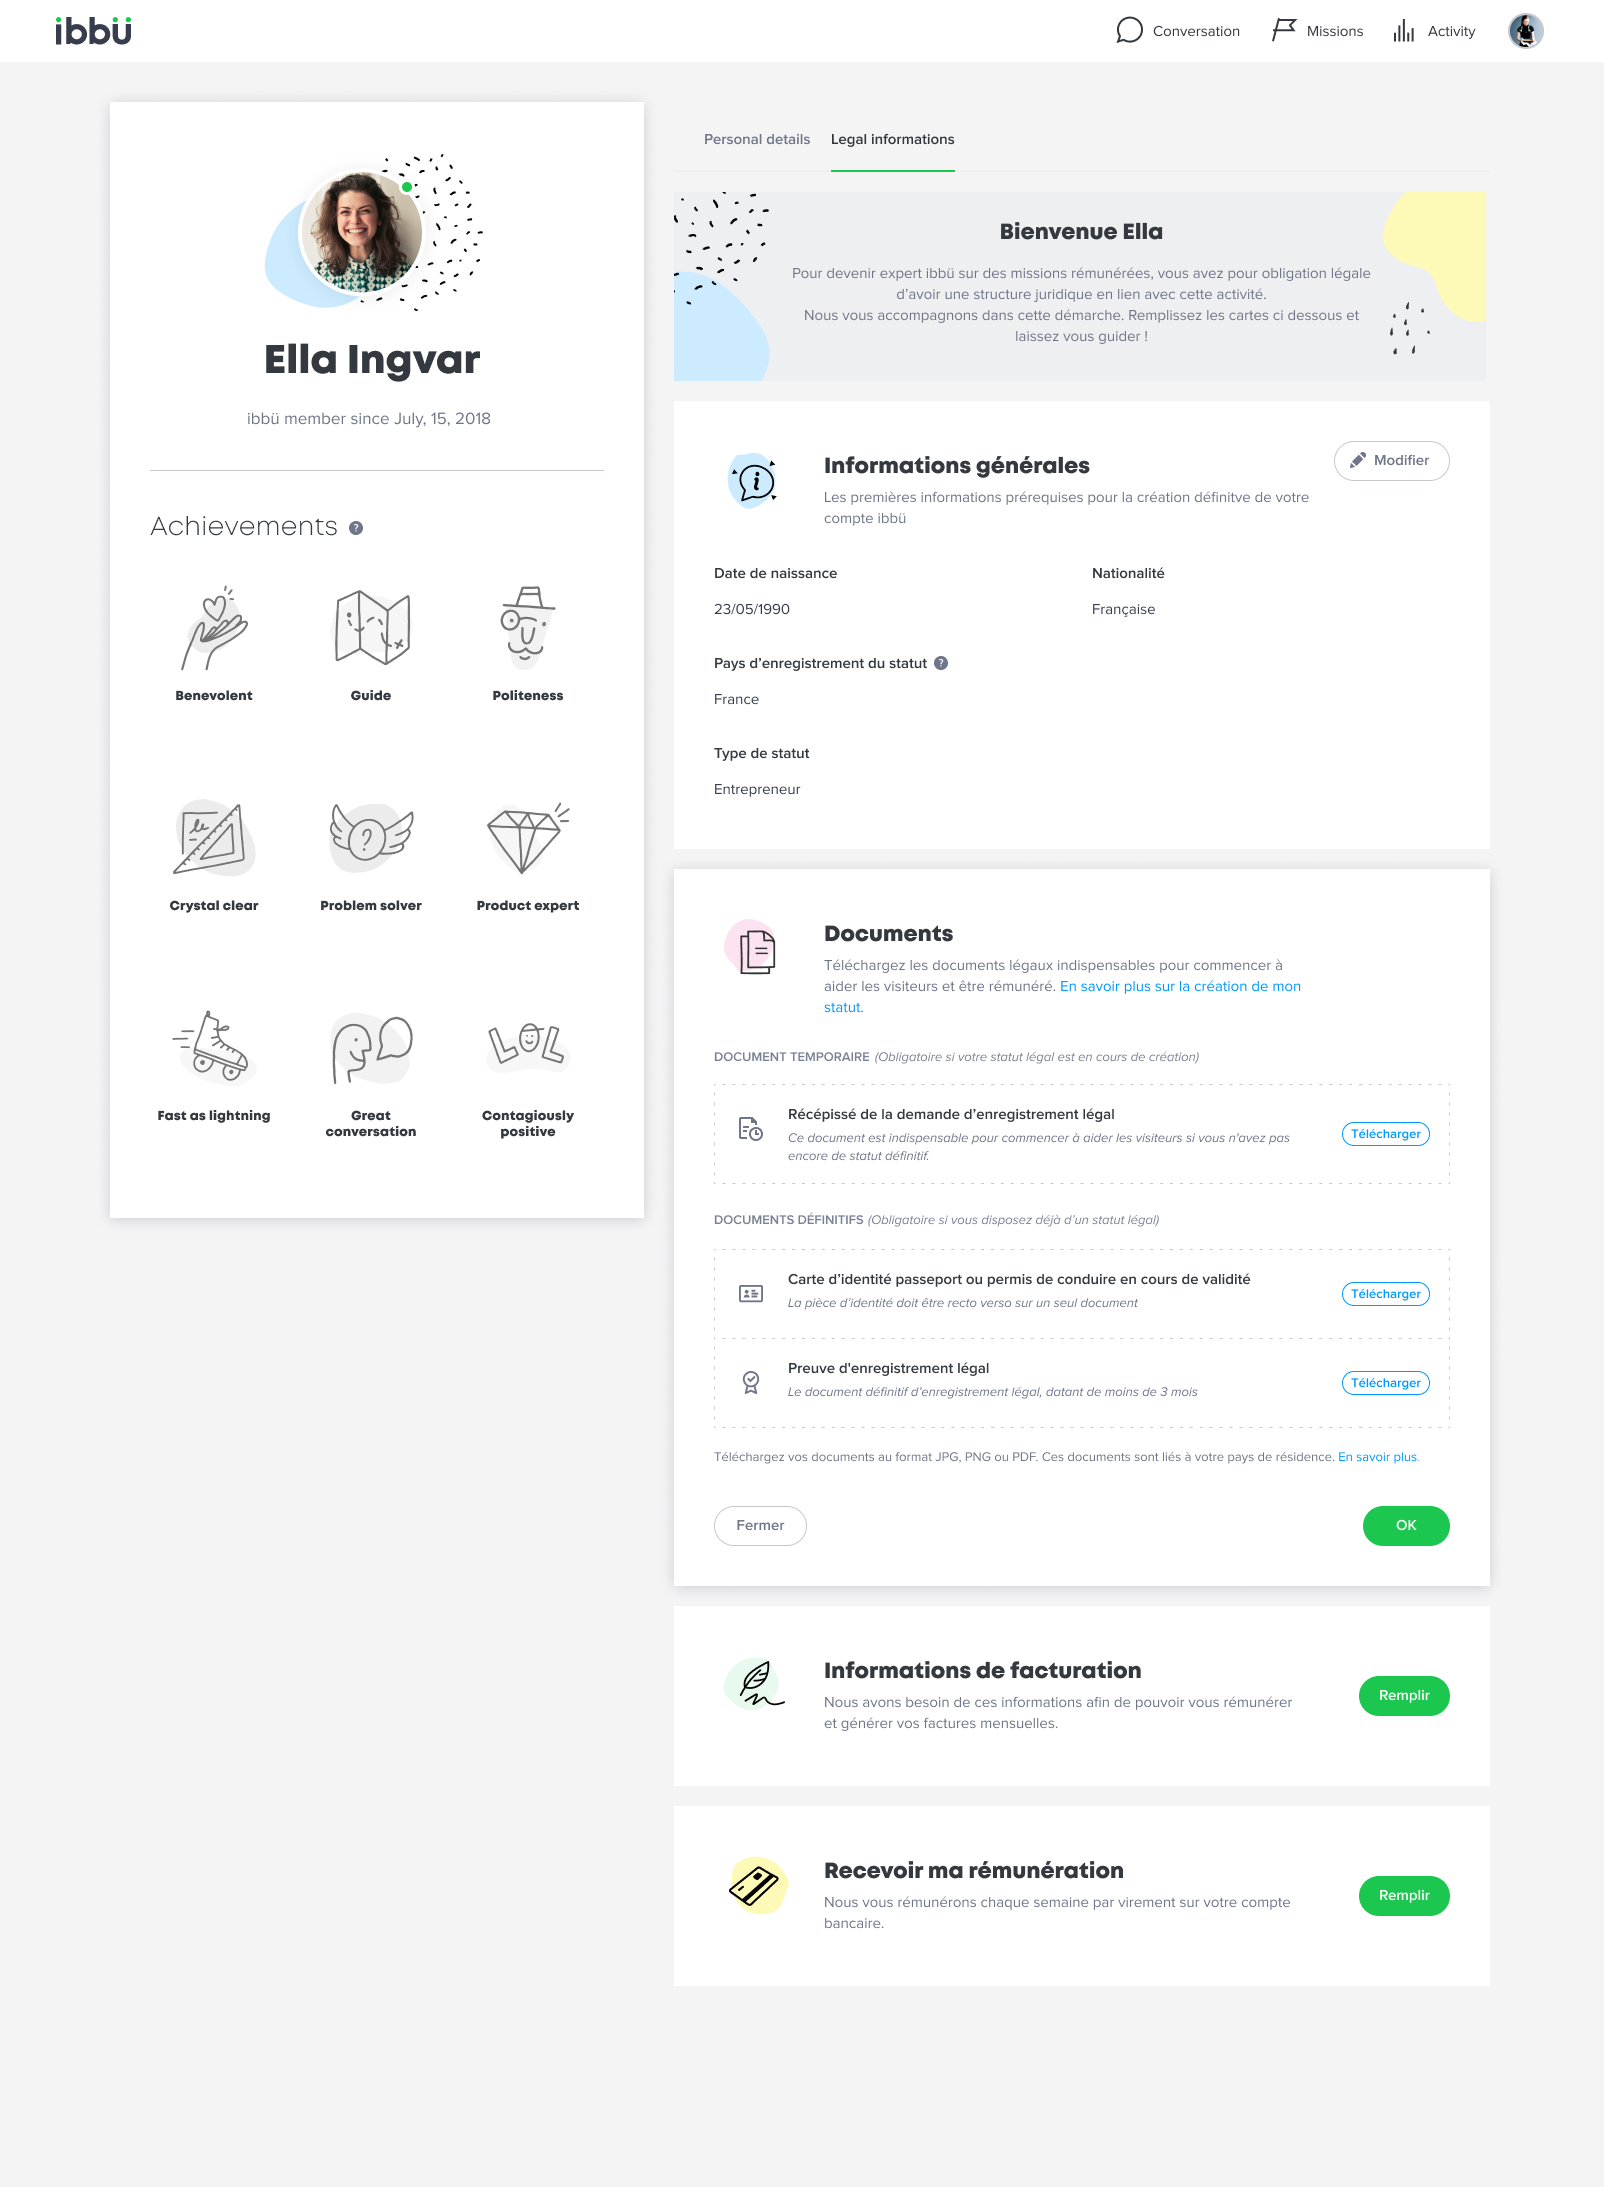 ibbü
Conversation
Missions
Activity
Ella Ingvar
ibbü member since July, 15, 2018
Achievements ?
Benevolent
Guide
Politeness
le
?
Crystal clear
Problem solver
Product expert
LOL
Fast as lightning
Great
conversation
Contagiously
positive
Personal details
Legal informations
Bienvenue Ella
Pour devenir expert ibbü sur des missions rémunérées, vous avez pour obligation légale
d’avoir une structure juridique en lien avec cette activité.
Nous vous accompagnons dans cette démarche. Remplissez les cartes ci dessous et
laissez vous guider !
i
Informations générales
Modifier
Les premières informations prérequises pour la création définitve de votre
compte ibbü
Date de naissance
Nationalité
23/05/1990
Française
Pays d’enregistrement du statut ?
France
Type de statut
Entrepreneur
Documents
Téléchargez les documents légaux indispensables pour commencer à
aider les visiteurs et être rémunéré. En savoir plus sur la création de mon
statut.
DOCUMENT TEMPORAIRE (Obligatoire si votre statut légal est en cours de création)
Récépissé de la demande d’enregistrement légal
Ce document est indispensable pour commencer à aider les visiteurs si vous n'avez pas
encore de statut définitif.
Télécharger
DOCUMENTS DÉFINITIFS (Obligatoire si vous disposez déjà d’un statut légal)
Carte d’identité passeport ou permis de conduire en cours de validité
La pièce d’identité doit être recto verso sur un seul document
Télécharger
Preuve d'enregistrement légal
Le document définitif d’enregistrement légal, datant de moins de 3 mois
Télécharger
Téléchargez vos documents au format JPG, PNG ou PDF. Ces documents sont liés à votre pays de résidence. En savoir plus.
Fermer
OK
Informations de facturation
Nous avons besoin de ces informations afin de pouvoir vous rémunérer
et générer vos factures mensuelles.
Remplir
Recevoir ma rémunération
Nous vous rémunérons chaque semaine par virement sur votre compte
bancaire.
Remplir